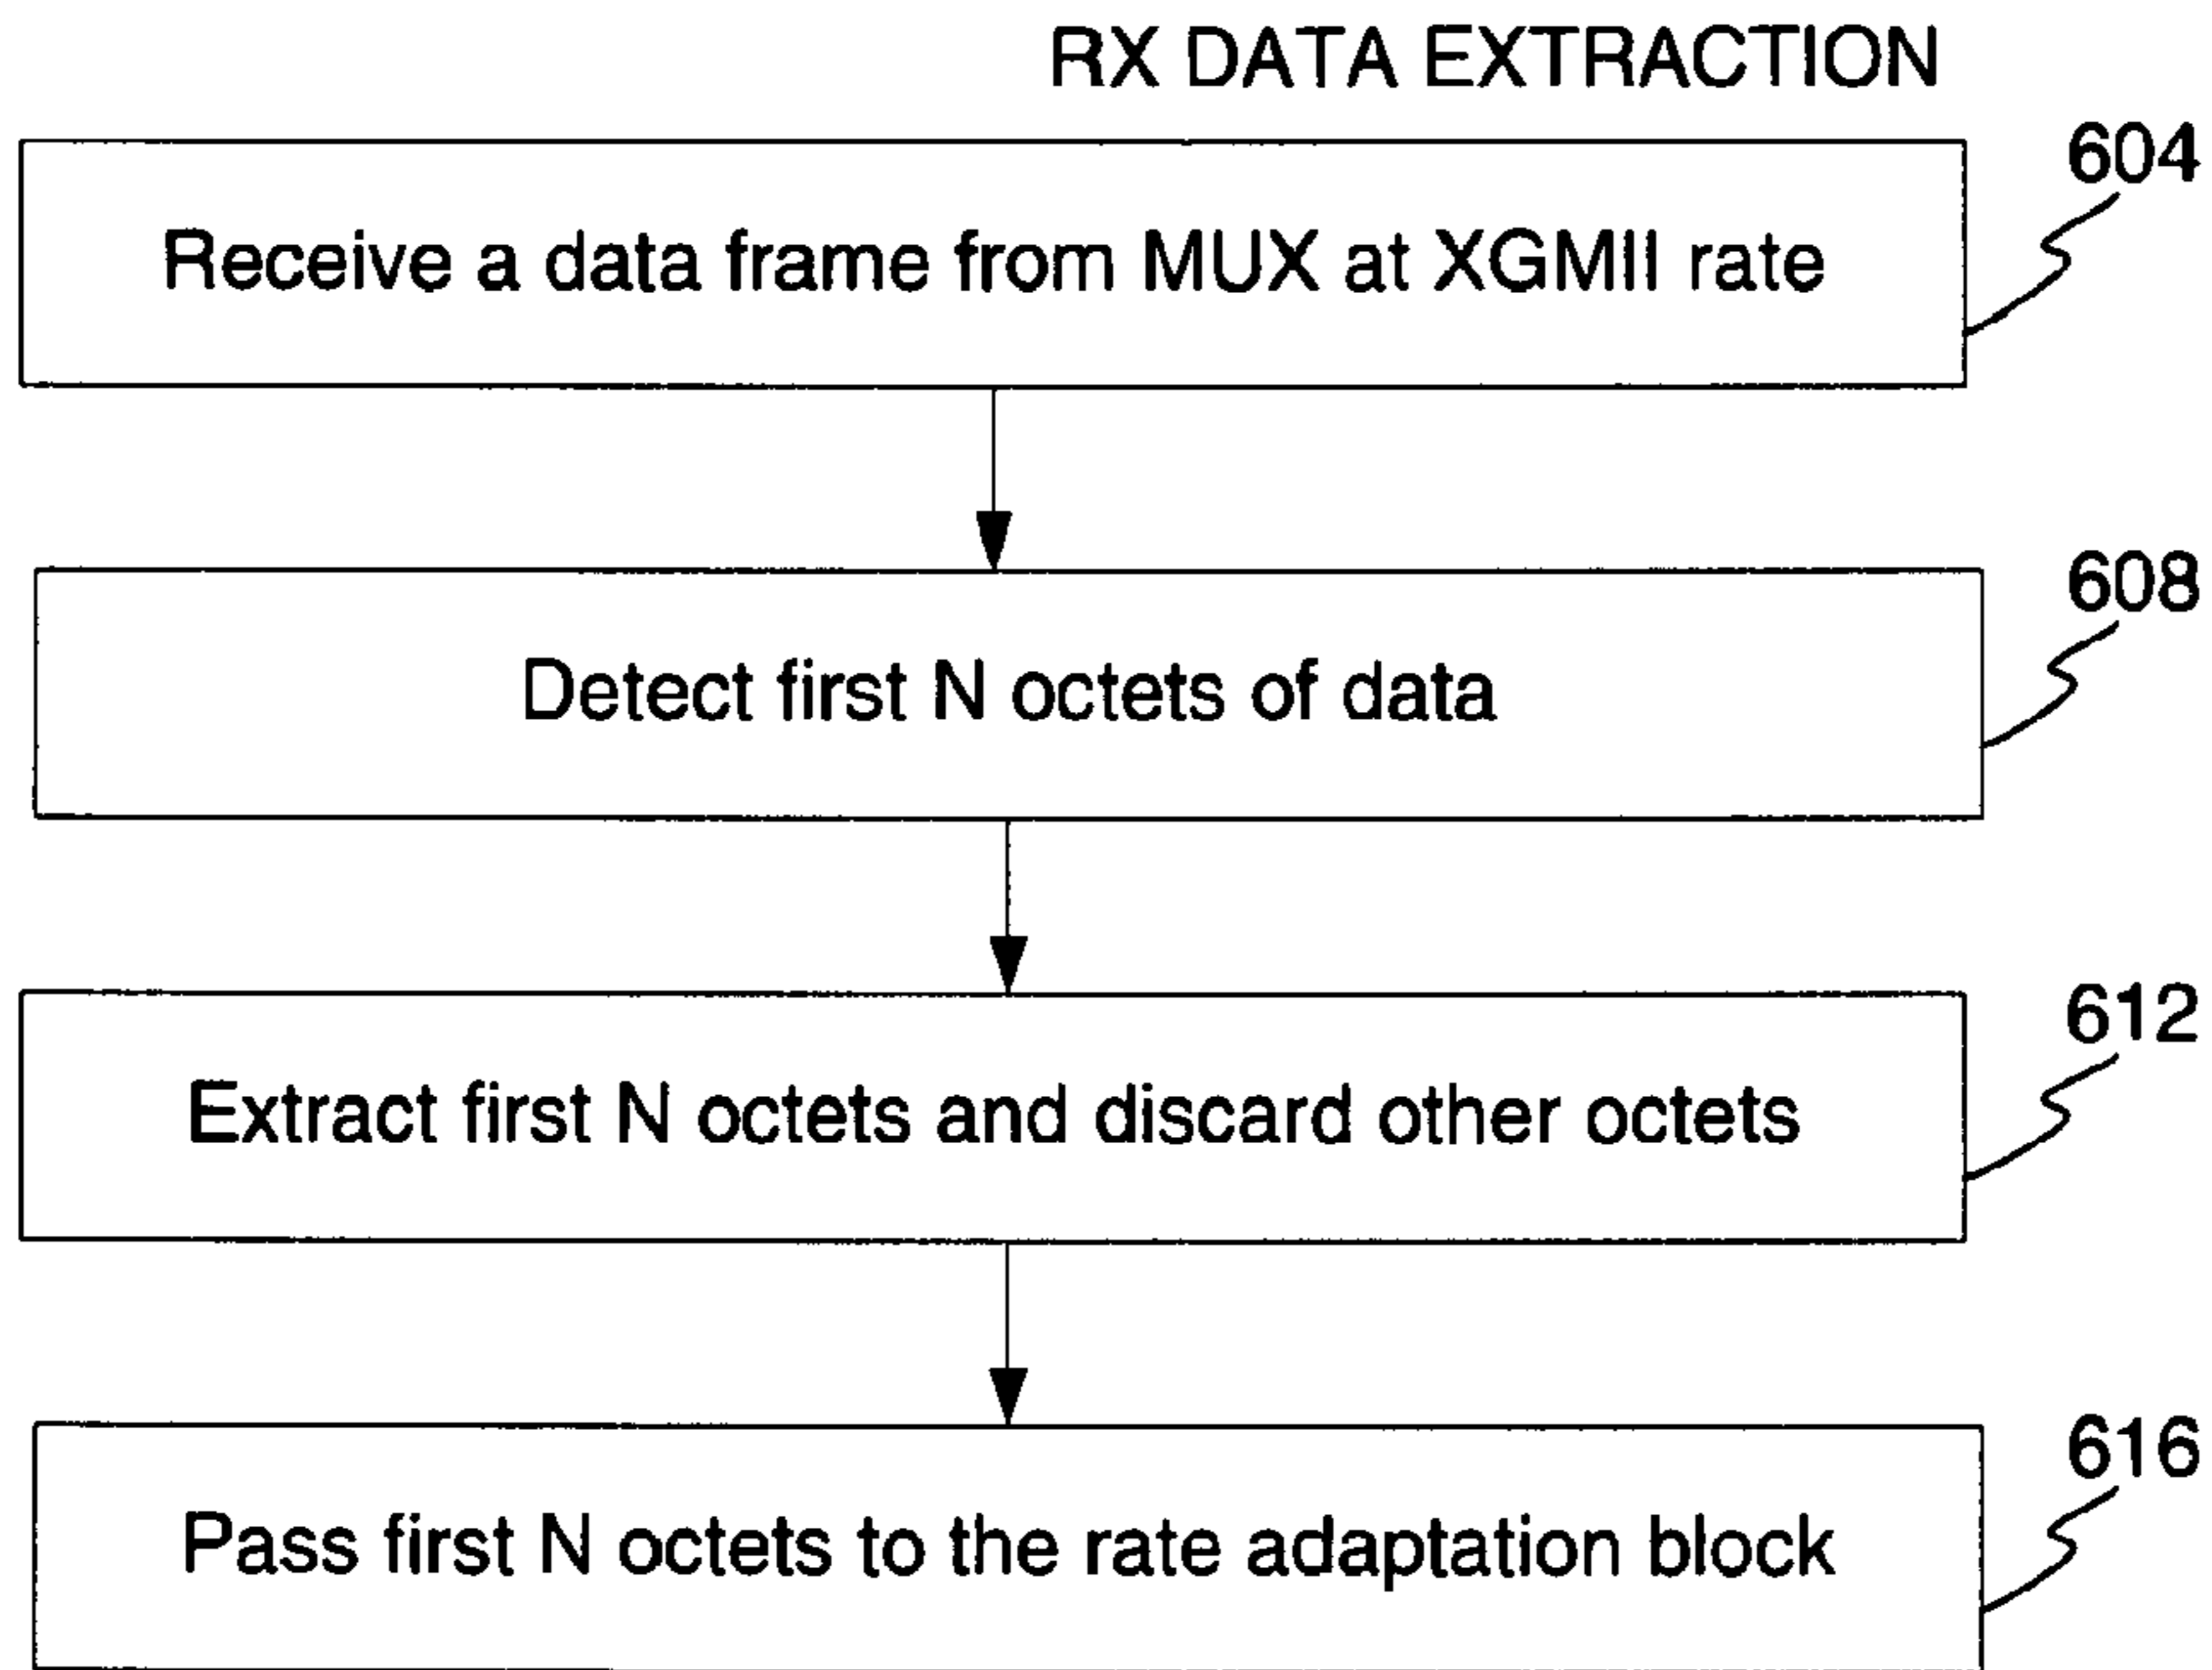 RX DATA EXTRACTION
604
Receive a data frame from MUX at XGMII rate
608
Detect first N octets of data
612
Extract first N octets and discard other octets
616
Pass first N octets to the rate adaptation block